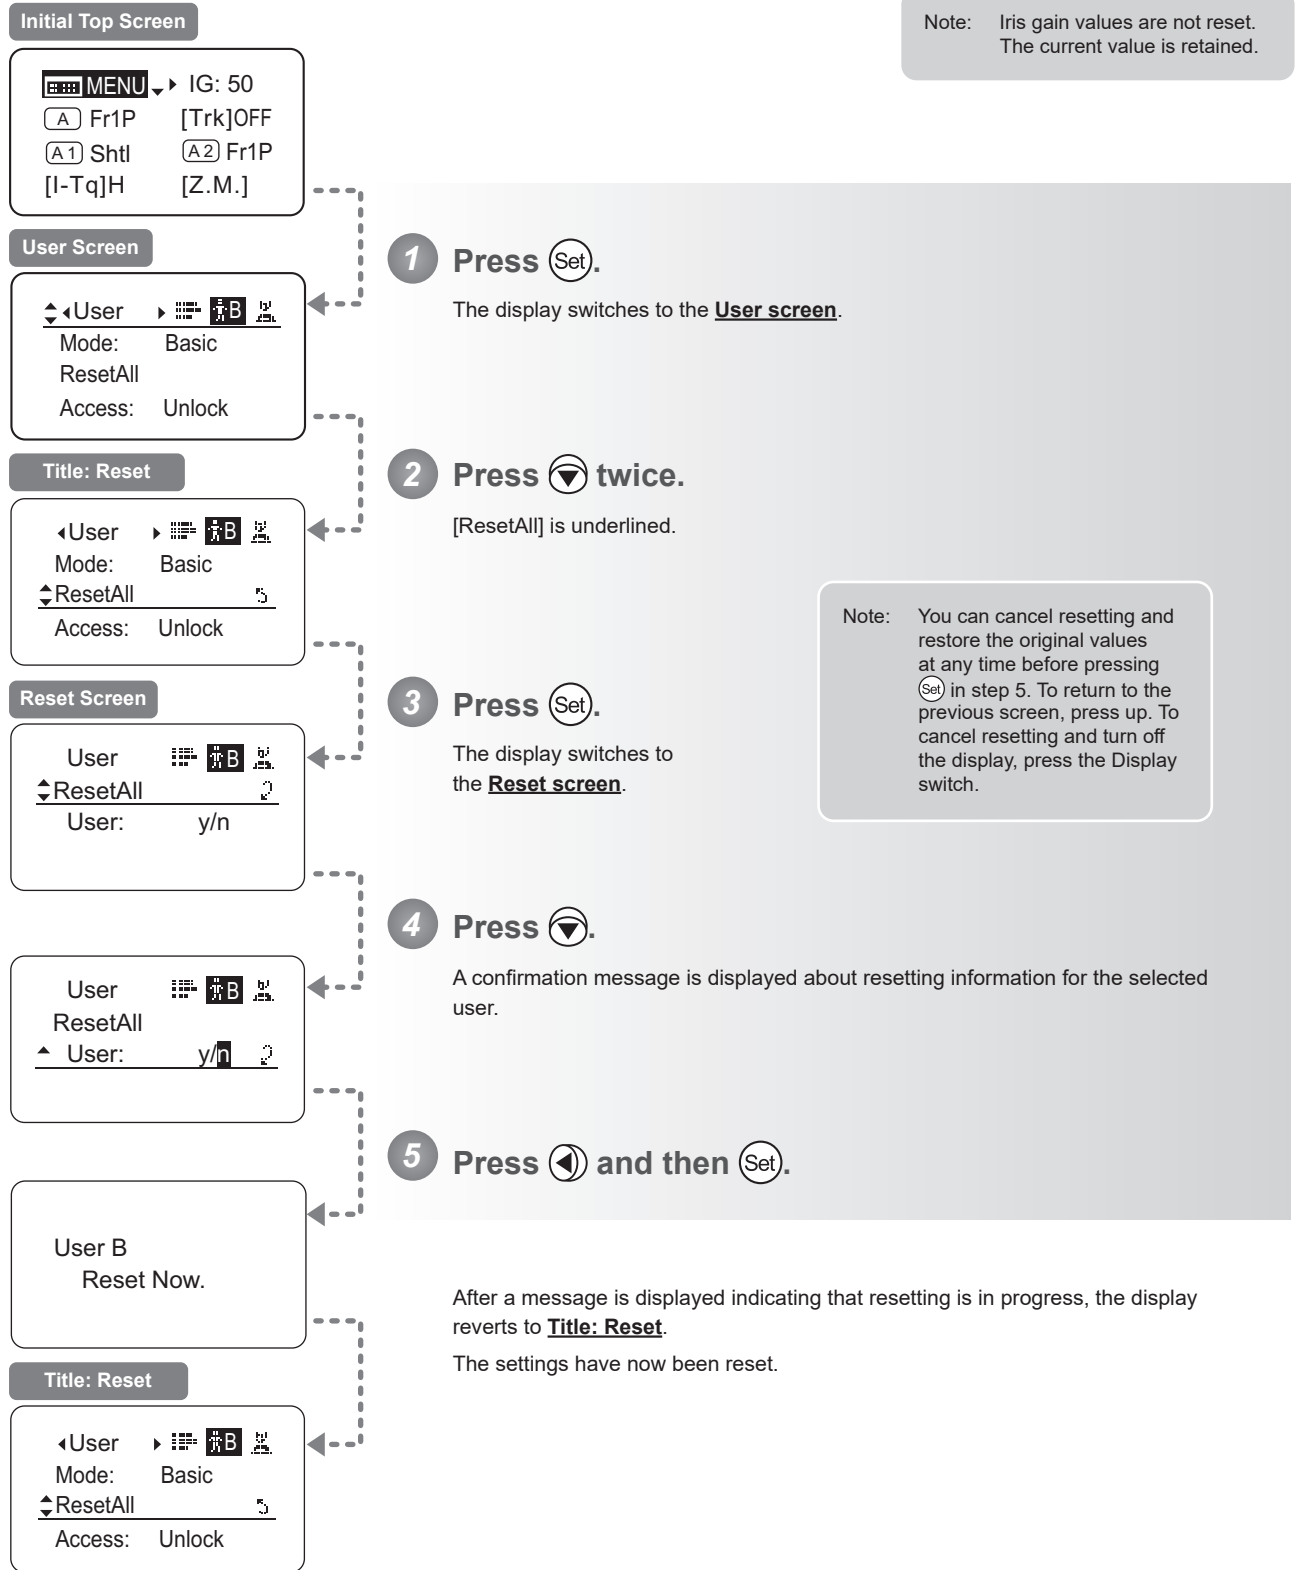 Initial Top Screen
Note: Iris gain values are not reset.
The current value is retained.
MENU IG: 50
A Fr1P [Trk]OFF
A1 Shtl A2 Fr1P
[I-Tq]H [Z.M.]
User Screen
User B
Mode: Basic
ResetAll
Access: Unlock
1 Press Set.
The display switches to the User screen.
Title: Reset
User B
Mode: Basic
ResetAll
Access: Unlock
2 Press twice.
[ResetAll] is underlined.
Note: You can cancel resetting and
restore the original values
at any time before pressing
Set in step 5. To return to the
previous screen, press up. To
cancel resetting and turn off
the display, press the Display
switch.
Reset Screen
User B
ResetAll
User: y/n
3 Press Set.
The display switches to
the Reset screen.
4 Press .
A confirmation message is displayed about resetting information for the selected
user.
User B
ResetAll
User: y/n
5 Press and then Set.
User B
Reset Now.
After a message is displayed indicating that resetting is in progress, the display
reverts to Title: Reset.
The settings have now been reset.
Title: Reset
User B
Mode: Basic
ResetAll
Access: Unlock